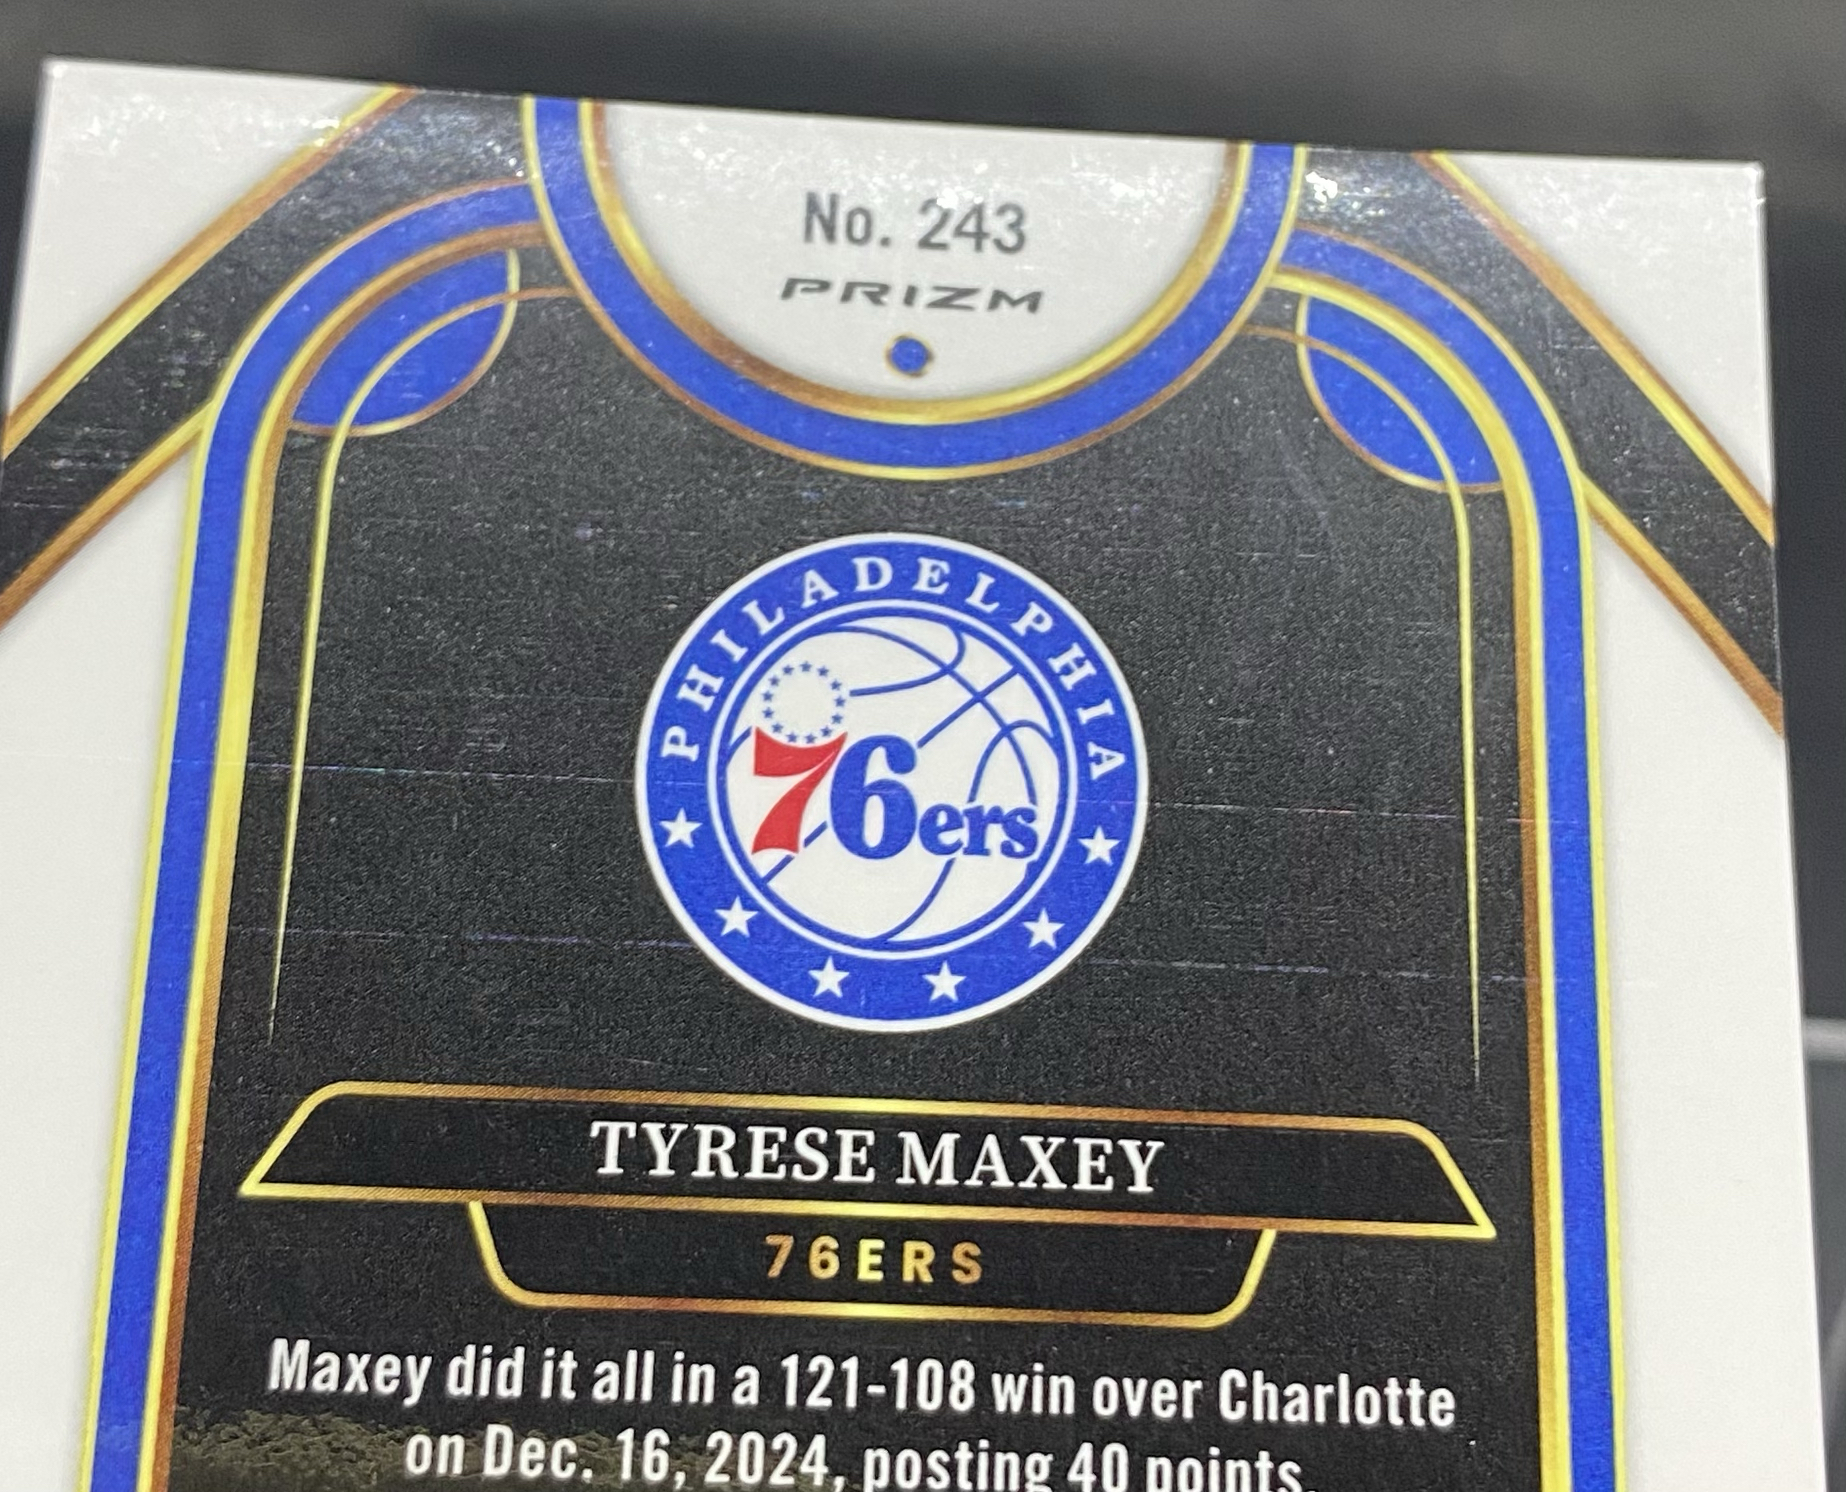 No. 243
PRIZM
PHILADELPHIA
76ers
TYRESE MAXEY
76ERS
Maxey did it all in a 121-108 win over Charlotte
on Dec. 16, 2024, posting 40 points,